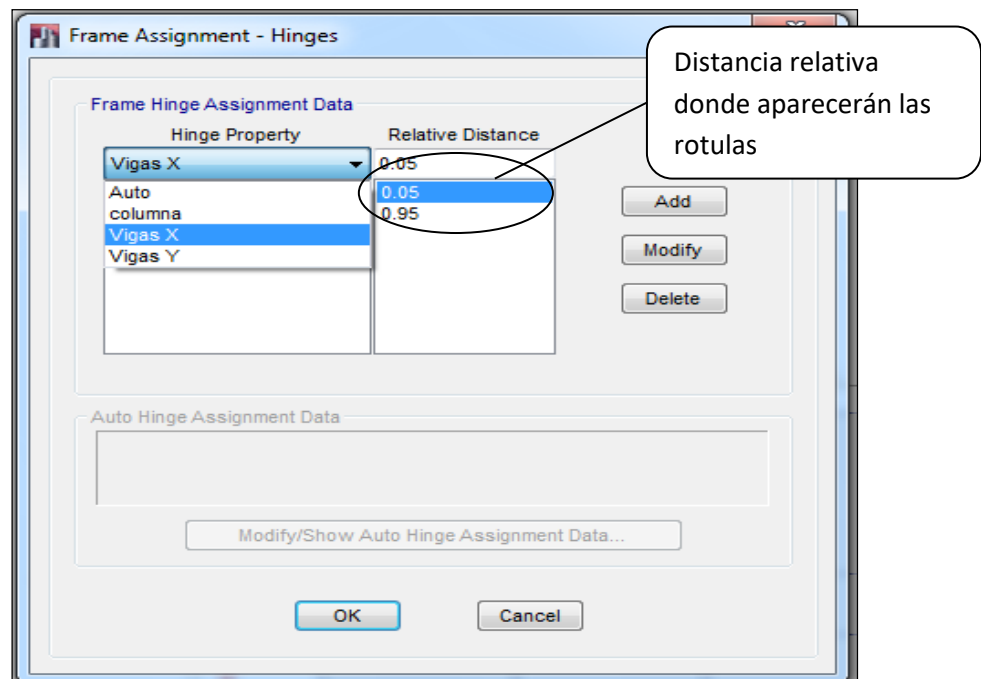 Frame Assignment - Hinges
Distancia relativa
donde aparecerán las
rotulas
Frame Hinge Assignment Data
Hinge Property
Relative Distance
Vigas X
0.05
Auto
0.05
columna
0.95
Vigas X
Vigas Y
Add
Modify
Delete
Auto Hinge Assignment Data
Modify/Show Auto Hinge Assignment Data...
OK
Cancel